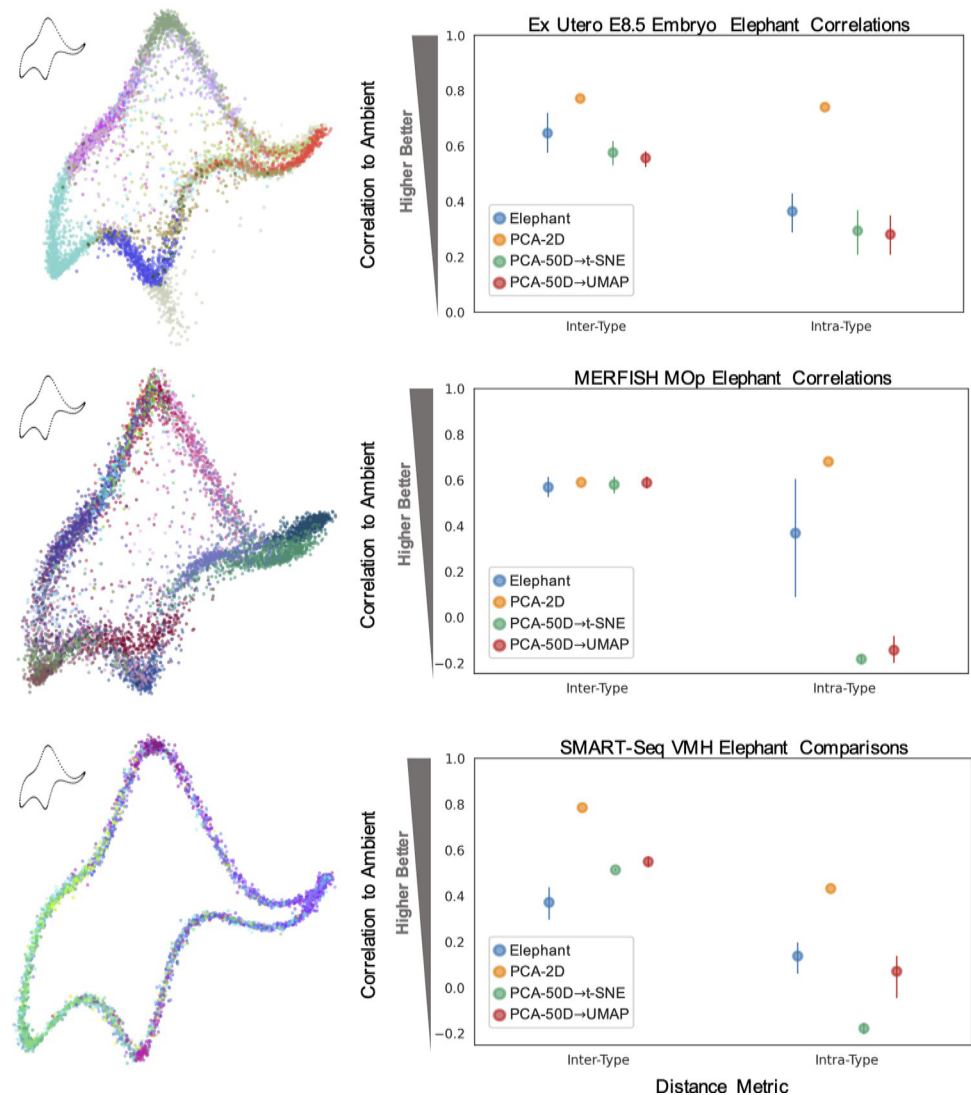 Ex Utero E8.5 Embryo Elephant Correlations
Correlation to Ambient
Higher Better
1.0
0.8
0.6
0.4
0.2
0.0
Elephant
PCA-2D
PCA-50D→t-SNE
PCA-50D→UMAP
Inter-Type
Intra-Type
MERFISH MOp Elephant Correlations
Correlation to Ambient
Higher Better
1.0
0.8
0.6
0.4
0.2
0.0
−0.2
Elephant
PCA-2D
PCA-50D→t-SNE
PCA-50D→UMAP
Inter-Type
Intra-Type
SMART-Seq VMH Elephant Comparisons
Correlation to Ambient
Higher Better
1.0
0.8
0.6
0.4
0.2
0.0
−0.2
Elephant
PCA-2D
PCA-50D→t-SNE
PCA-50D→UMAP
Inter-Type
Intra-Type
Distance Metric